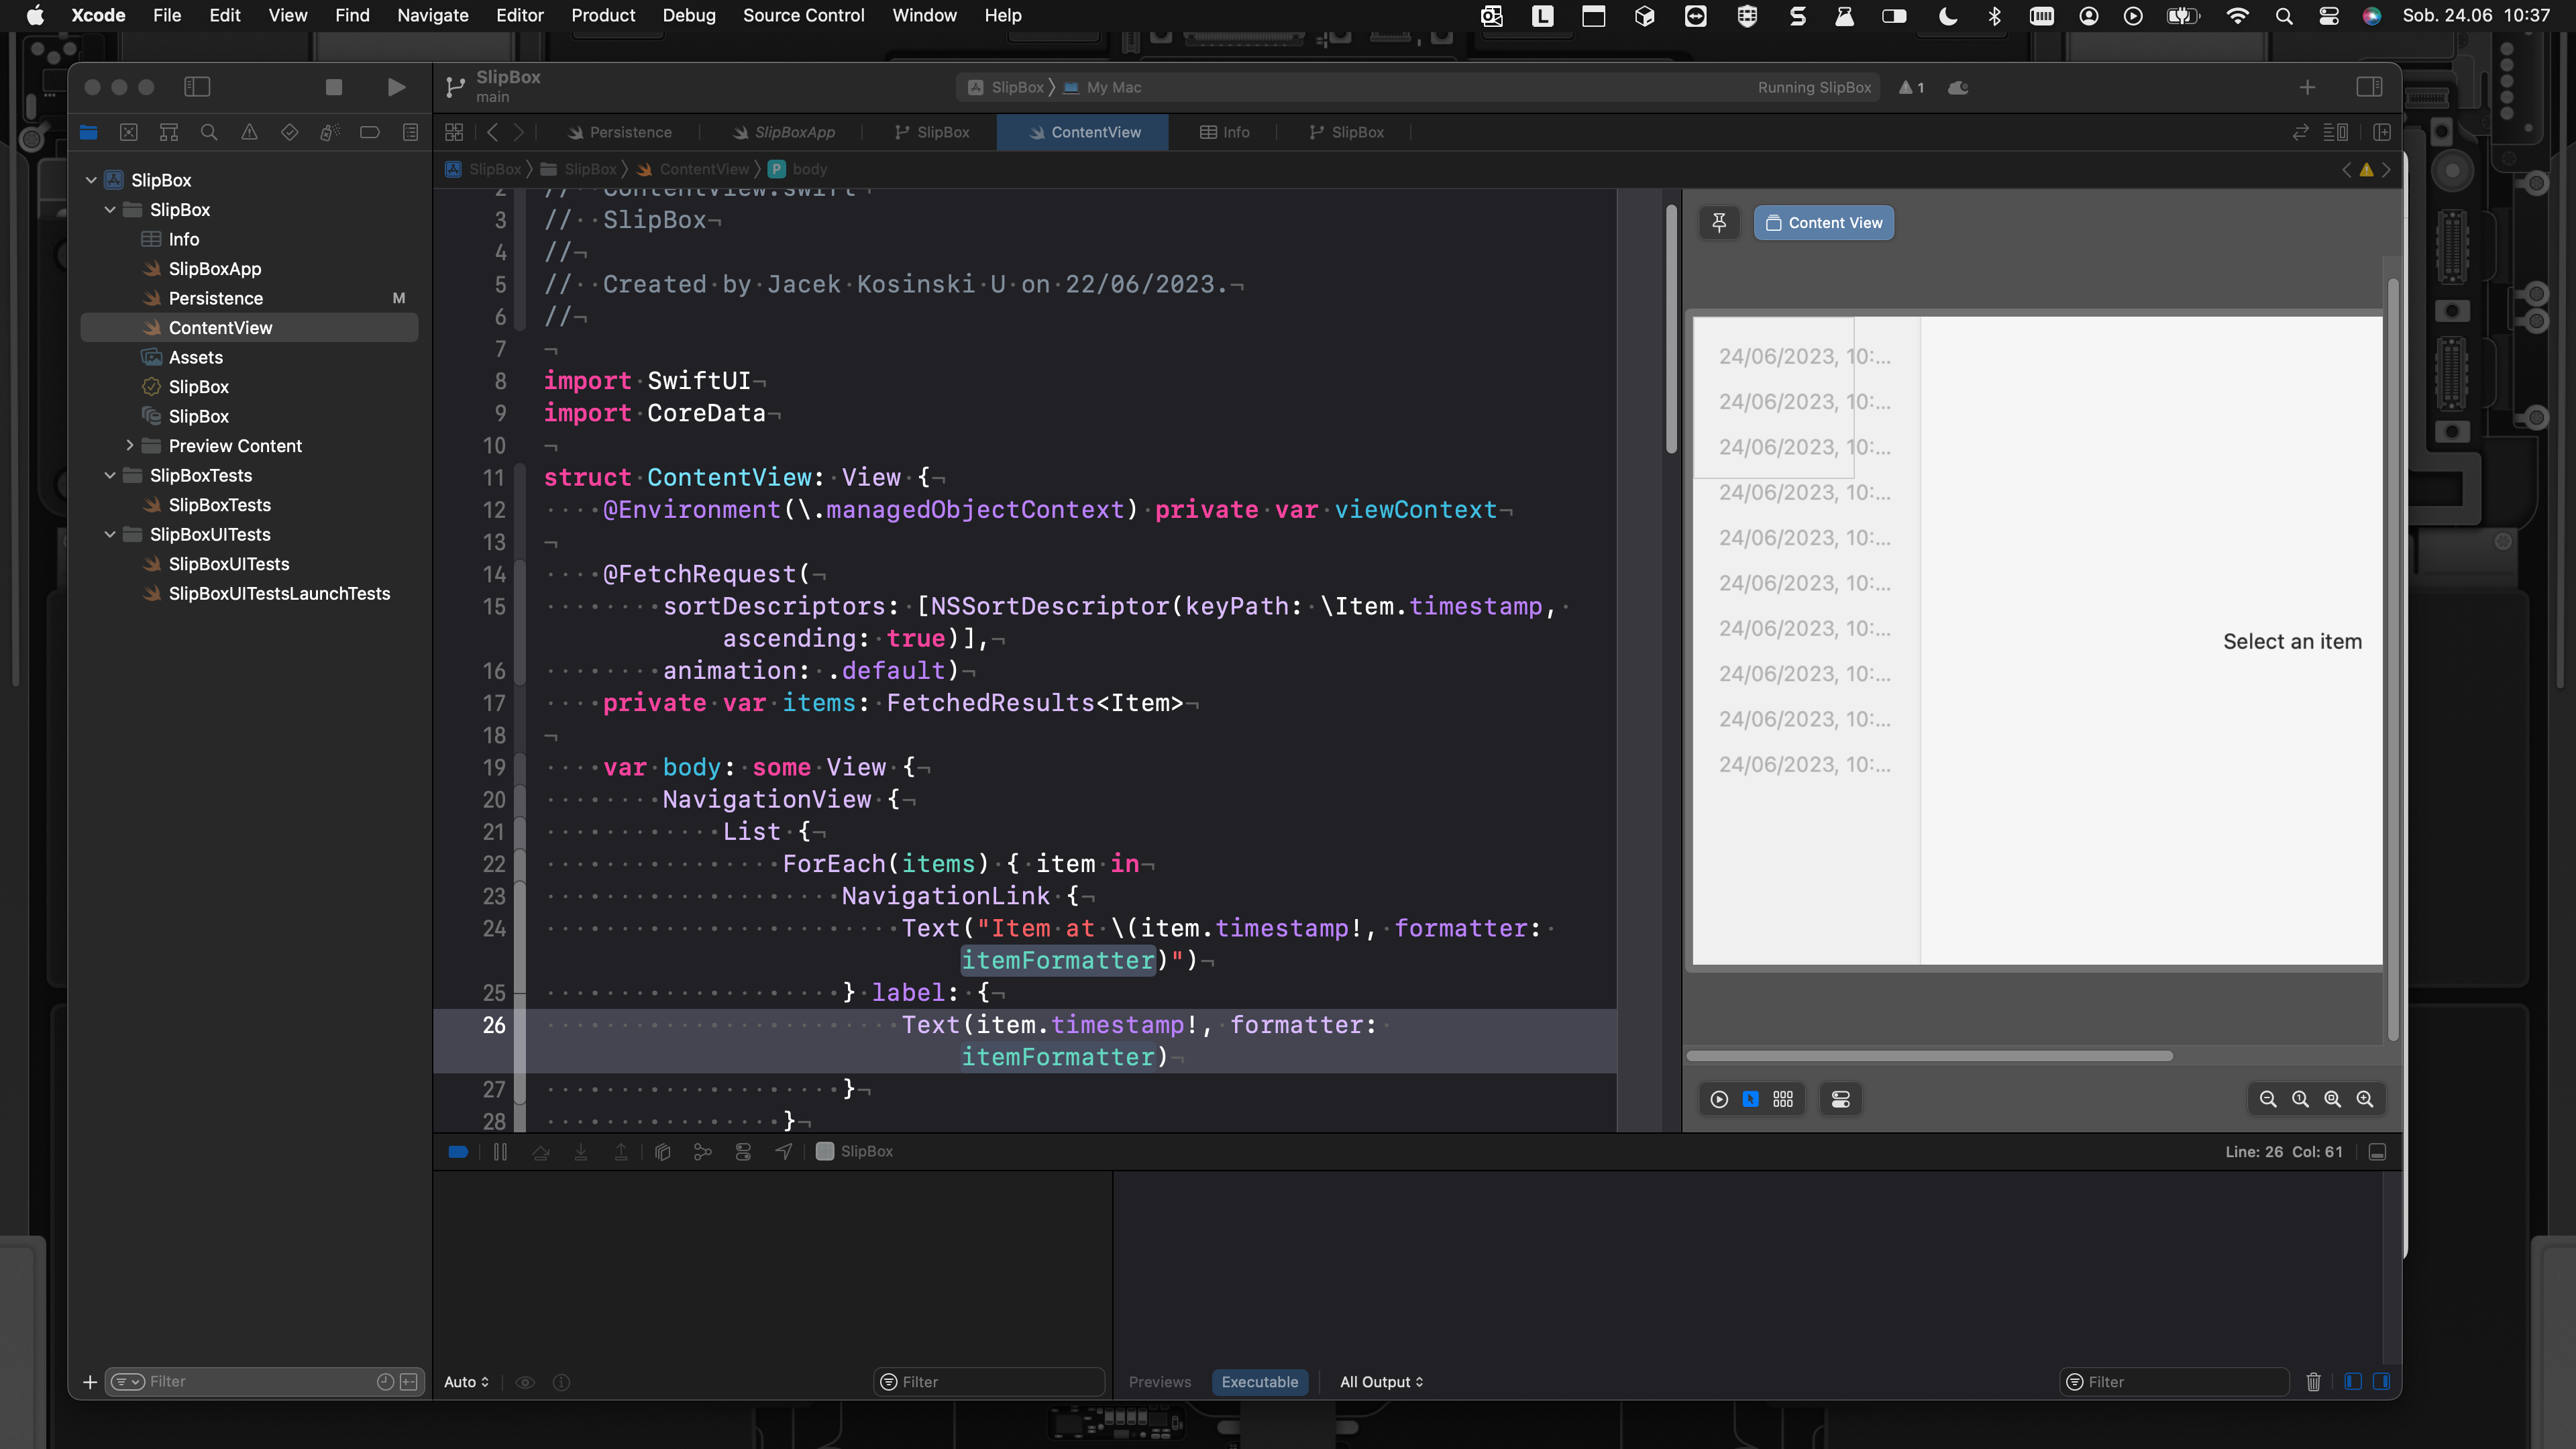 Xcode File Edit View Find Navigate Editor Product Debug Source Control Window Help
Sob. 24.06 10:37
SlipBox
main
SlipBox My Mac
Running SlipBox
1
Persistence
SlipBoxApp
SlipBox
ContentView
Info
SlipBox
SlipBox SlipBox ContentView P body
SlipBox
SlipBox
Info
SlipBoxApp
Persistence M
ContentView
Assets
SlipBox
SlipBox
Preview Content
SlipBoxTests
SlipBoxTests
SlipBoxUITests
SlipBoxUITests
SlipBoxUITestsLaunchTests
Filter
2 // ContentView.swift
3 // SlipBox
4 //
5 // Created by Jacek Kosinski U on 22/06/2023.
6 //
7
8 import SwiftUI
9 import CoreData
10
11 struct ContentView: View {
12 @Environment(\.managedObjectContext) private var viewContext
13
14 @FetchRequest(
15 sortDescriptors: [NSSortDescriptor(keyPath: \Item.timestamp,
ascending: true)],
16 animation: .default)
17 private var items: FetchedResults<Item>
18
19 var body: some View {
20 NavigationView {
21 List {
22 ForEach(items) { item in
23 NavigationLink {
24 Text("Item at \(item.timestamp!, formatter:
itemFormatter)")
25 } label: {
26 Text(item.timestamp!, formatter:
itemFormatter)
27 }
28 }
Content View
24/06/2023, 10:...
24/06/2023, 10:...
24/06/2023, 10:...
24/06/2023, 10:...
24/06/2023, 10:...
24/06/2023, 10:...
24/06/2023, 10:...
24/06/2023, 10:...
24/06/2023, 10:...
24/06/2023, 10:...
Select an item
SlipBox
Line: 26 Col: 61
Auto
Filter
Previews Executable All Output
Filter